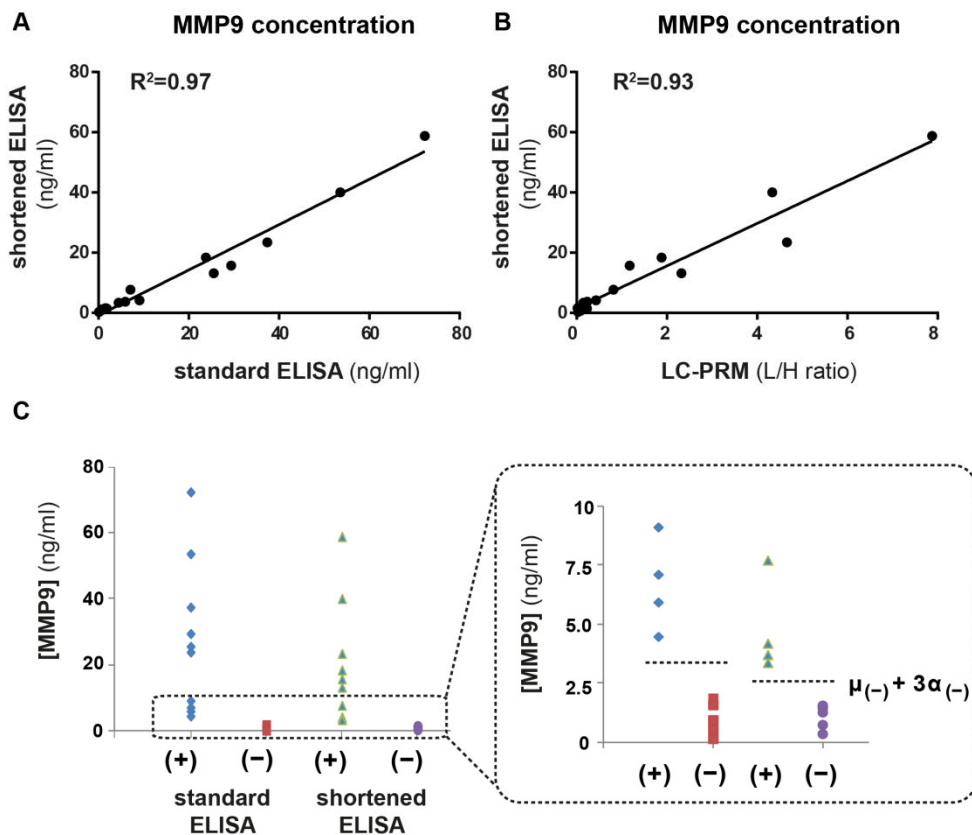 A
MMP9 concentration
R²=0.97
80
60
40
20
0
shortened ELISA
(ng/ml)
0 20 40 60 80
standard ELISA (ng/ml)
B
MMP9 concentration
R²=0.93
80
60
40
20
0
shortened ELISA
(ng/ml)
0 2 4 6 8
LC-PRM (L/H ratio)
C
80
60
40
20
0
[MMP9] (ng/ml)
(+) (−) (+) (−)
standard
ELISA
shortened
ELISA
10
7.5
5.0
2.5
0
[MMP9] (ng/ml)
μ(−) + 3α(−)
(+) (−) (+) (−)